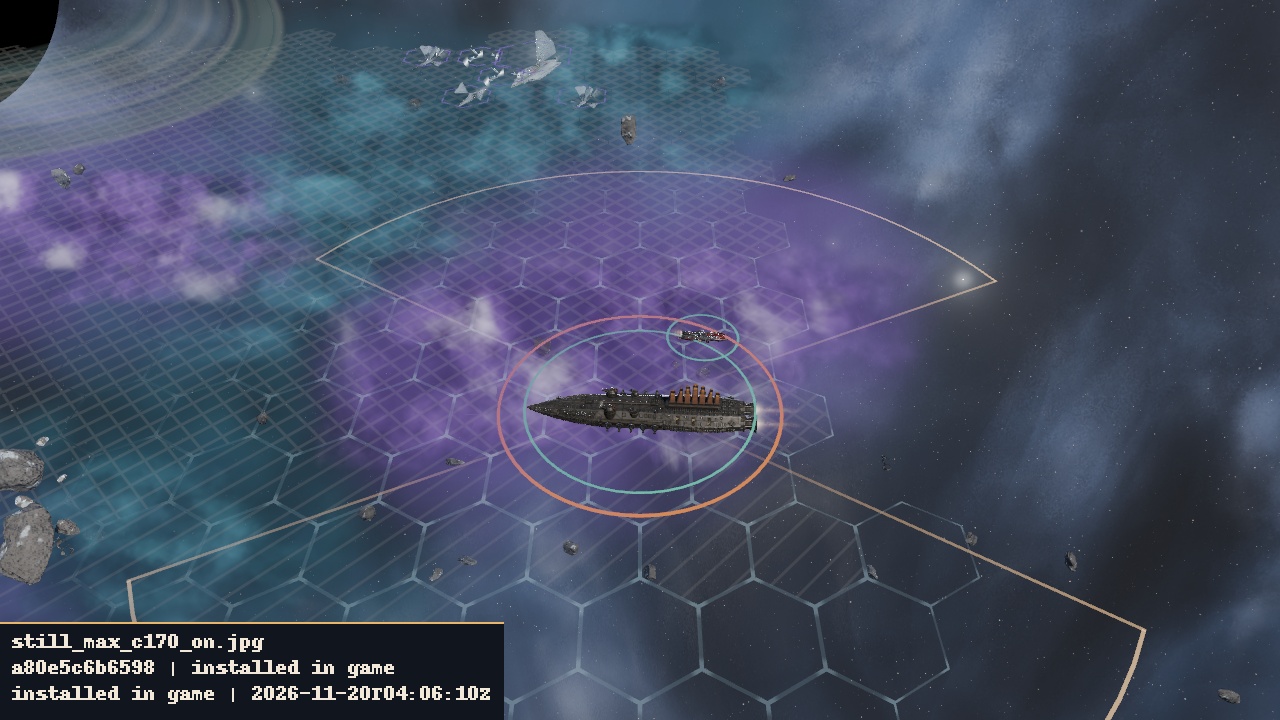 still_max_c170_on.jpg
a80e5c6b6598 | installed in game
installed in game | 2026-11-20T04:06:10Z